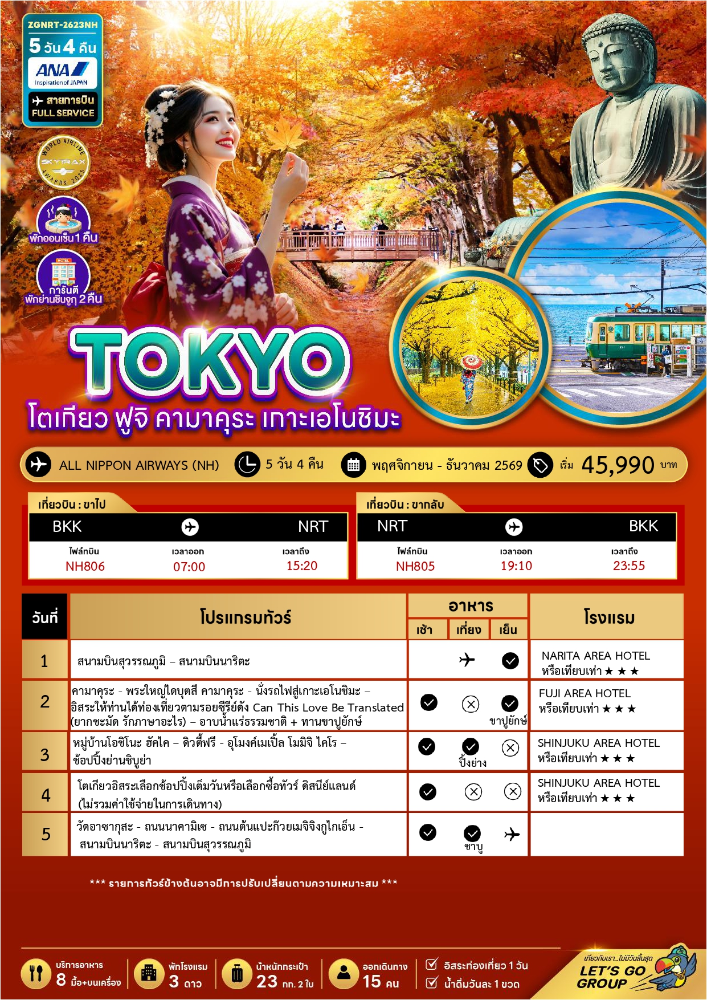 ZGNRT-2623NH
5 วัน 4 คืน
ANA
Inspiration of JAPAN
สายการบิน
FULL SERVICE
WORLD AIRLINE
SKYTRAX
AWARDS 2025
พักออนเซ็น 1 คืน
HOTEL
การันตี
พักย่านชินจูกุ 2 คืน
TOKYO
โตเกียว ฟูจิ คามาคุระ เกาะเอโนชิมะ
ALL NIPPON AIRWAYS (NH) 5 วัน 4 คืน พฤศจิกายน - ธันวาคม 2569 เริ่ม 45,990 บาท
เที่ยวบิน : ขาไป
BKK NRT
ไฟล์ทบิน เวลาออก เวลาถึง
NH806 07:00 15:20
เที่ยวบิน : ขากลับ
NRT BKK
ไฟล์ทบิน เวลาออก เวลาถึง
NH805 19:10 23:55
วันที่ โปรแกรมทัวร์ อาหาร โรงแรม
เช้า เที่ยง เย็น
1 สนามบินสุวรรณภูมิ – สนามบินนาริตะ NARITA AREA HOTEL
หรือเทียบเท่า ★ ★ ★
2 คามาคุระ - พระใหญ่ไดบุตสึ คามาคุระ - นั่งรถไฟสู่เกาะเอโนชิมะ – FUJI AREA HOTEL
อิสระให้ท่านได้ท่องเที่ยวตามรอยซีรีย์ดัง Can This Love Be Translated หรือเทียบเท่า ★ ★ ★
(ยากชะมัด รักภาษาอะไร) – อาบน้ำแร่ธรรมชาติ + ทานขาปูยักษ์ ขาปูยักษ์
3 หมู่บ้านโอชิโนะ ฮัคไค – ดิวตี้ฟรี - อุโมงค์เมเปิ้ล โมมิจิ ไคโร – SHINJUKU AREA HOTEL
ช้อปปิ้งย่านชิบูย่า ปิ้งย่าง หรือเทียบเท่า ★ ★ ★
4 โตเกียวอิสระเลือกช้อปปิ้งเต็มวันหรือเลือกซื้อทัวร์ ดิสนีย์แลนด์ SHINJUKU AREA HOTEL
(ไม่รวมค่าใช้จ่ายในการเดินทาง) หรือเทียบเท่า ★ ★ ★
5 วัดอาซากุสะ - ถนนนาคามิเซ - ถนนต้นแปะก๊วยเมจิจิงกูไกเอ็น -
สนามบินนาริตะ - สนามบินสุวรรณภูมิ ชาบู
*** รายการทัวร์ข้างต้นอาจมีการปรับเปลี่ยนตามความเหมาะสม ***
บริการอาหาร
8 มื้อ+บนเครื่อง
พักโรงแรม
3 ดาว
น้ำหนักกระเป๋า
23 กก. 2 ใบ
ออกเดินทาง
15 คน
อิสระท่องเที่ยว 1 วัน
น้ำดื่มวันละ 1 ขวด
เที่ยวกับเรา...ไม่มีวันสิ้นสุด
LET'S GO
GROUP